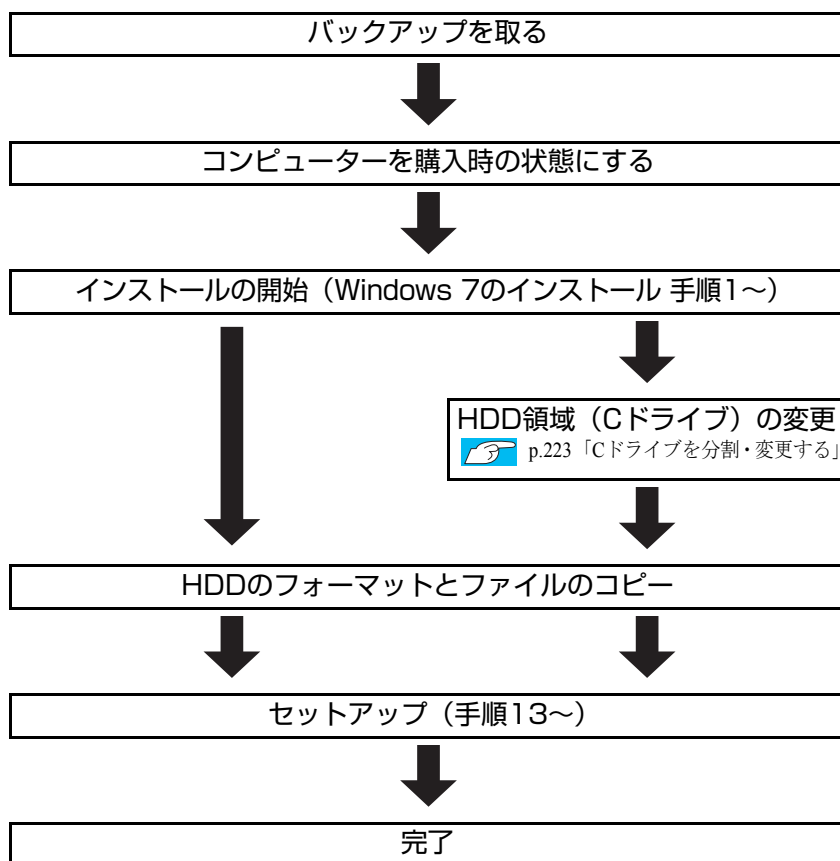 バックアップを取る
コンピューターを購入時の状態にする
インストールの開始（Windows 7のインストール 手順1～）
HDD領域（Cドライブ）の変更
p.223「Cドライブを分割・変更する」
HDDのフォーマットとファイルのコピー
セットアップ（手順13～）
完了